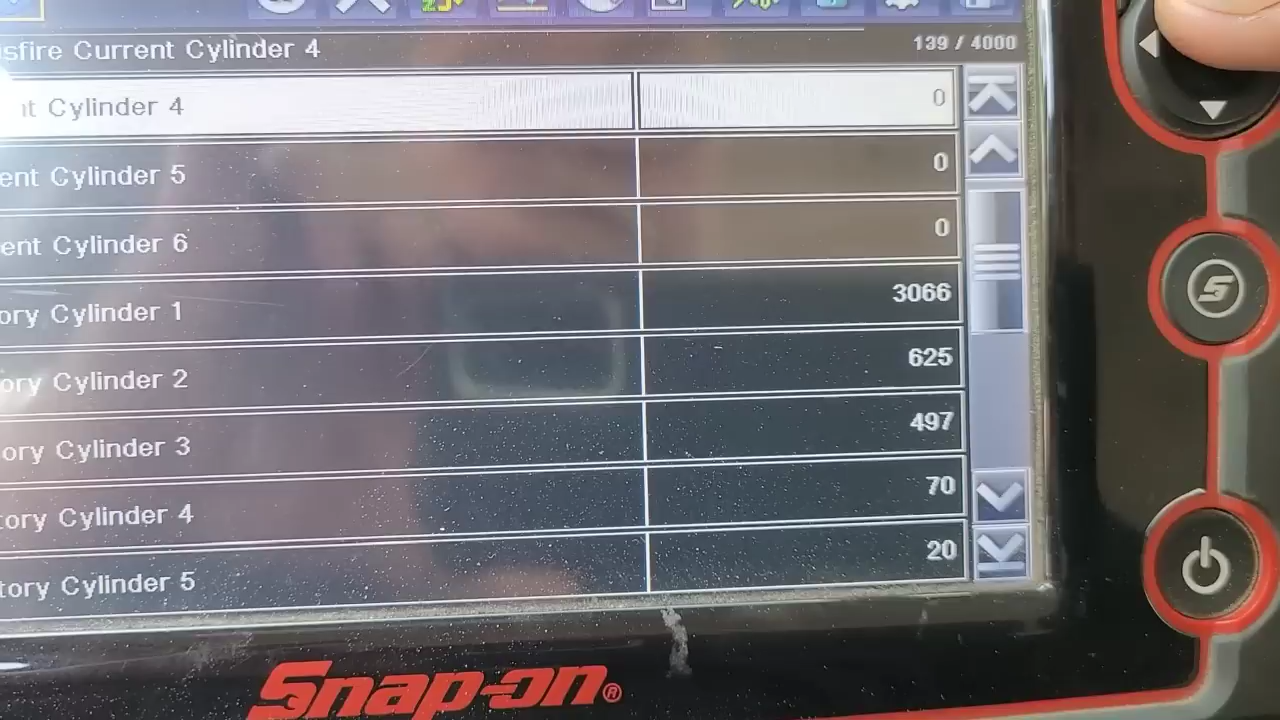 sfire Current Cylinder 4 139 / 4000
nt Cylinder 4 0
ent Cylinder 5 0
ent Cylinder 6 0
ory Cylinder 1 3066
ory Cylinder 2 625
ory Cylinder 3 497
tory Cylinder 4 70
tory Cylinder 5 20
Snap-on®